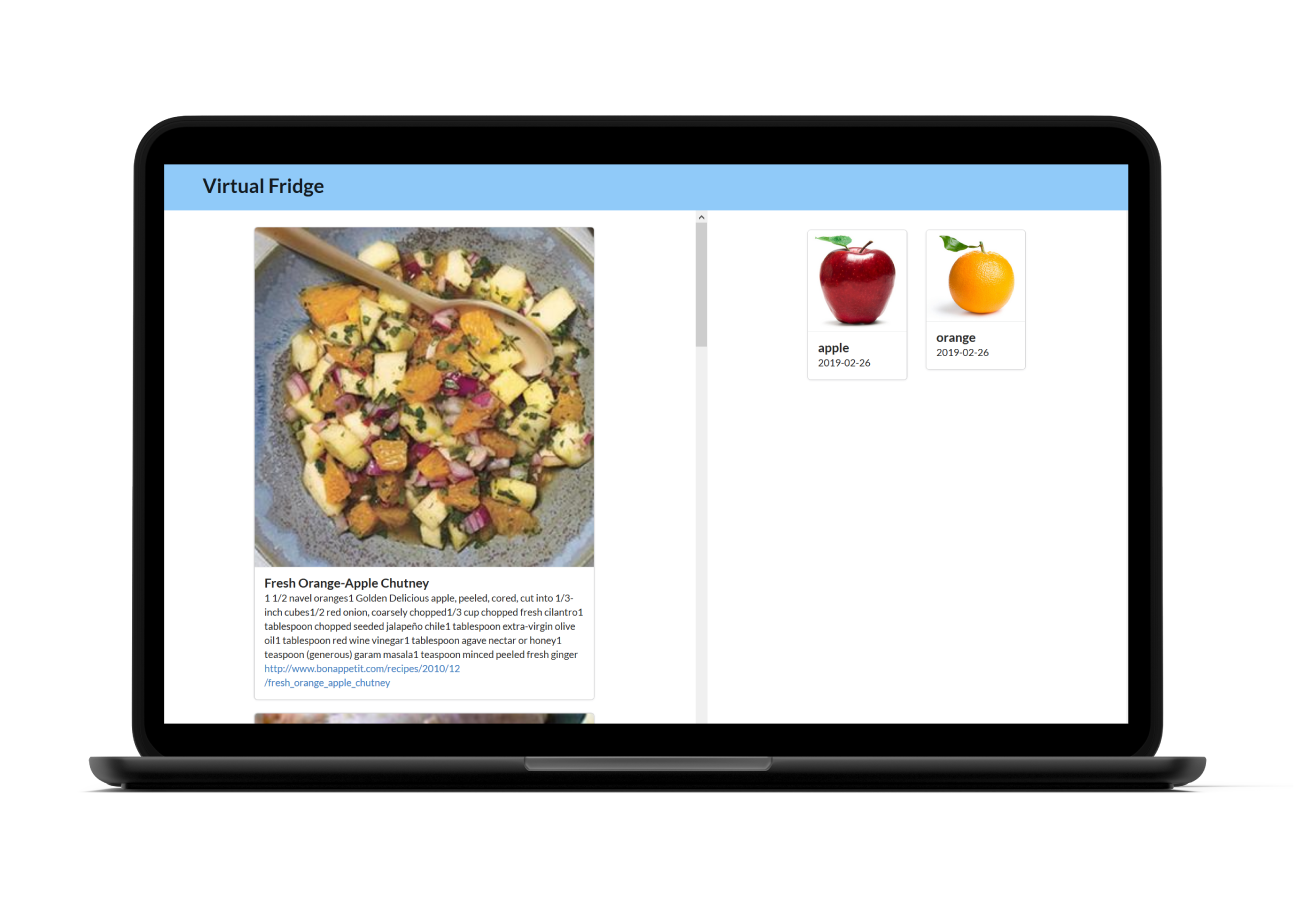 Virtual Fridge
Fresh Orange-Apple Chutney
1 1/2 navel oranges1 Golden Delicious apple, peeled, cored, cut into 1/3-
inch cubes1/2 red onion, coarsely chopped1/3 cup chopped fresh cilantro1
tablespoon chopped seeded jalapeño chile1 tablespoon extra-virgin olive
oil1 tablespoon red wine vinegar1 tablespoon agave nectar or honey1
teaspoon (generous) garam masala1 teaspoon minced peeled fresh ginger
http://www.bonappetit.com/recipes/2010/12
/fresh_orange_apple_chutney
apple
2019-02-26
orange
2019-02-26